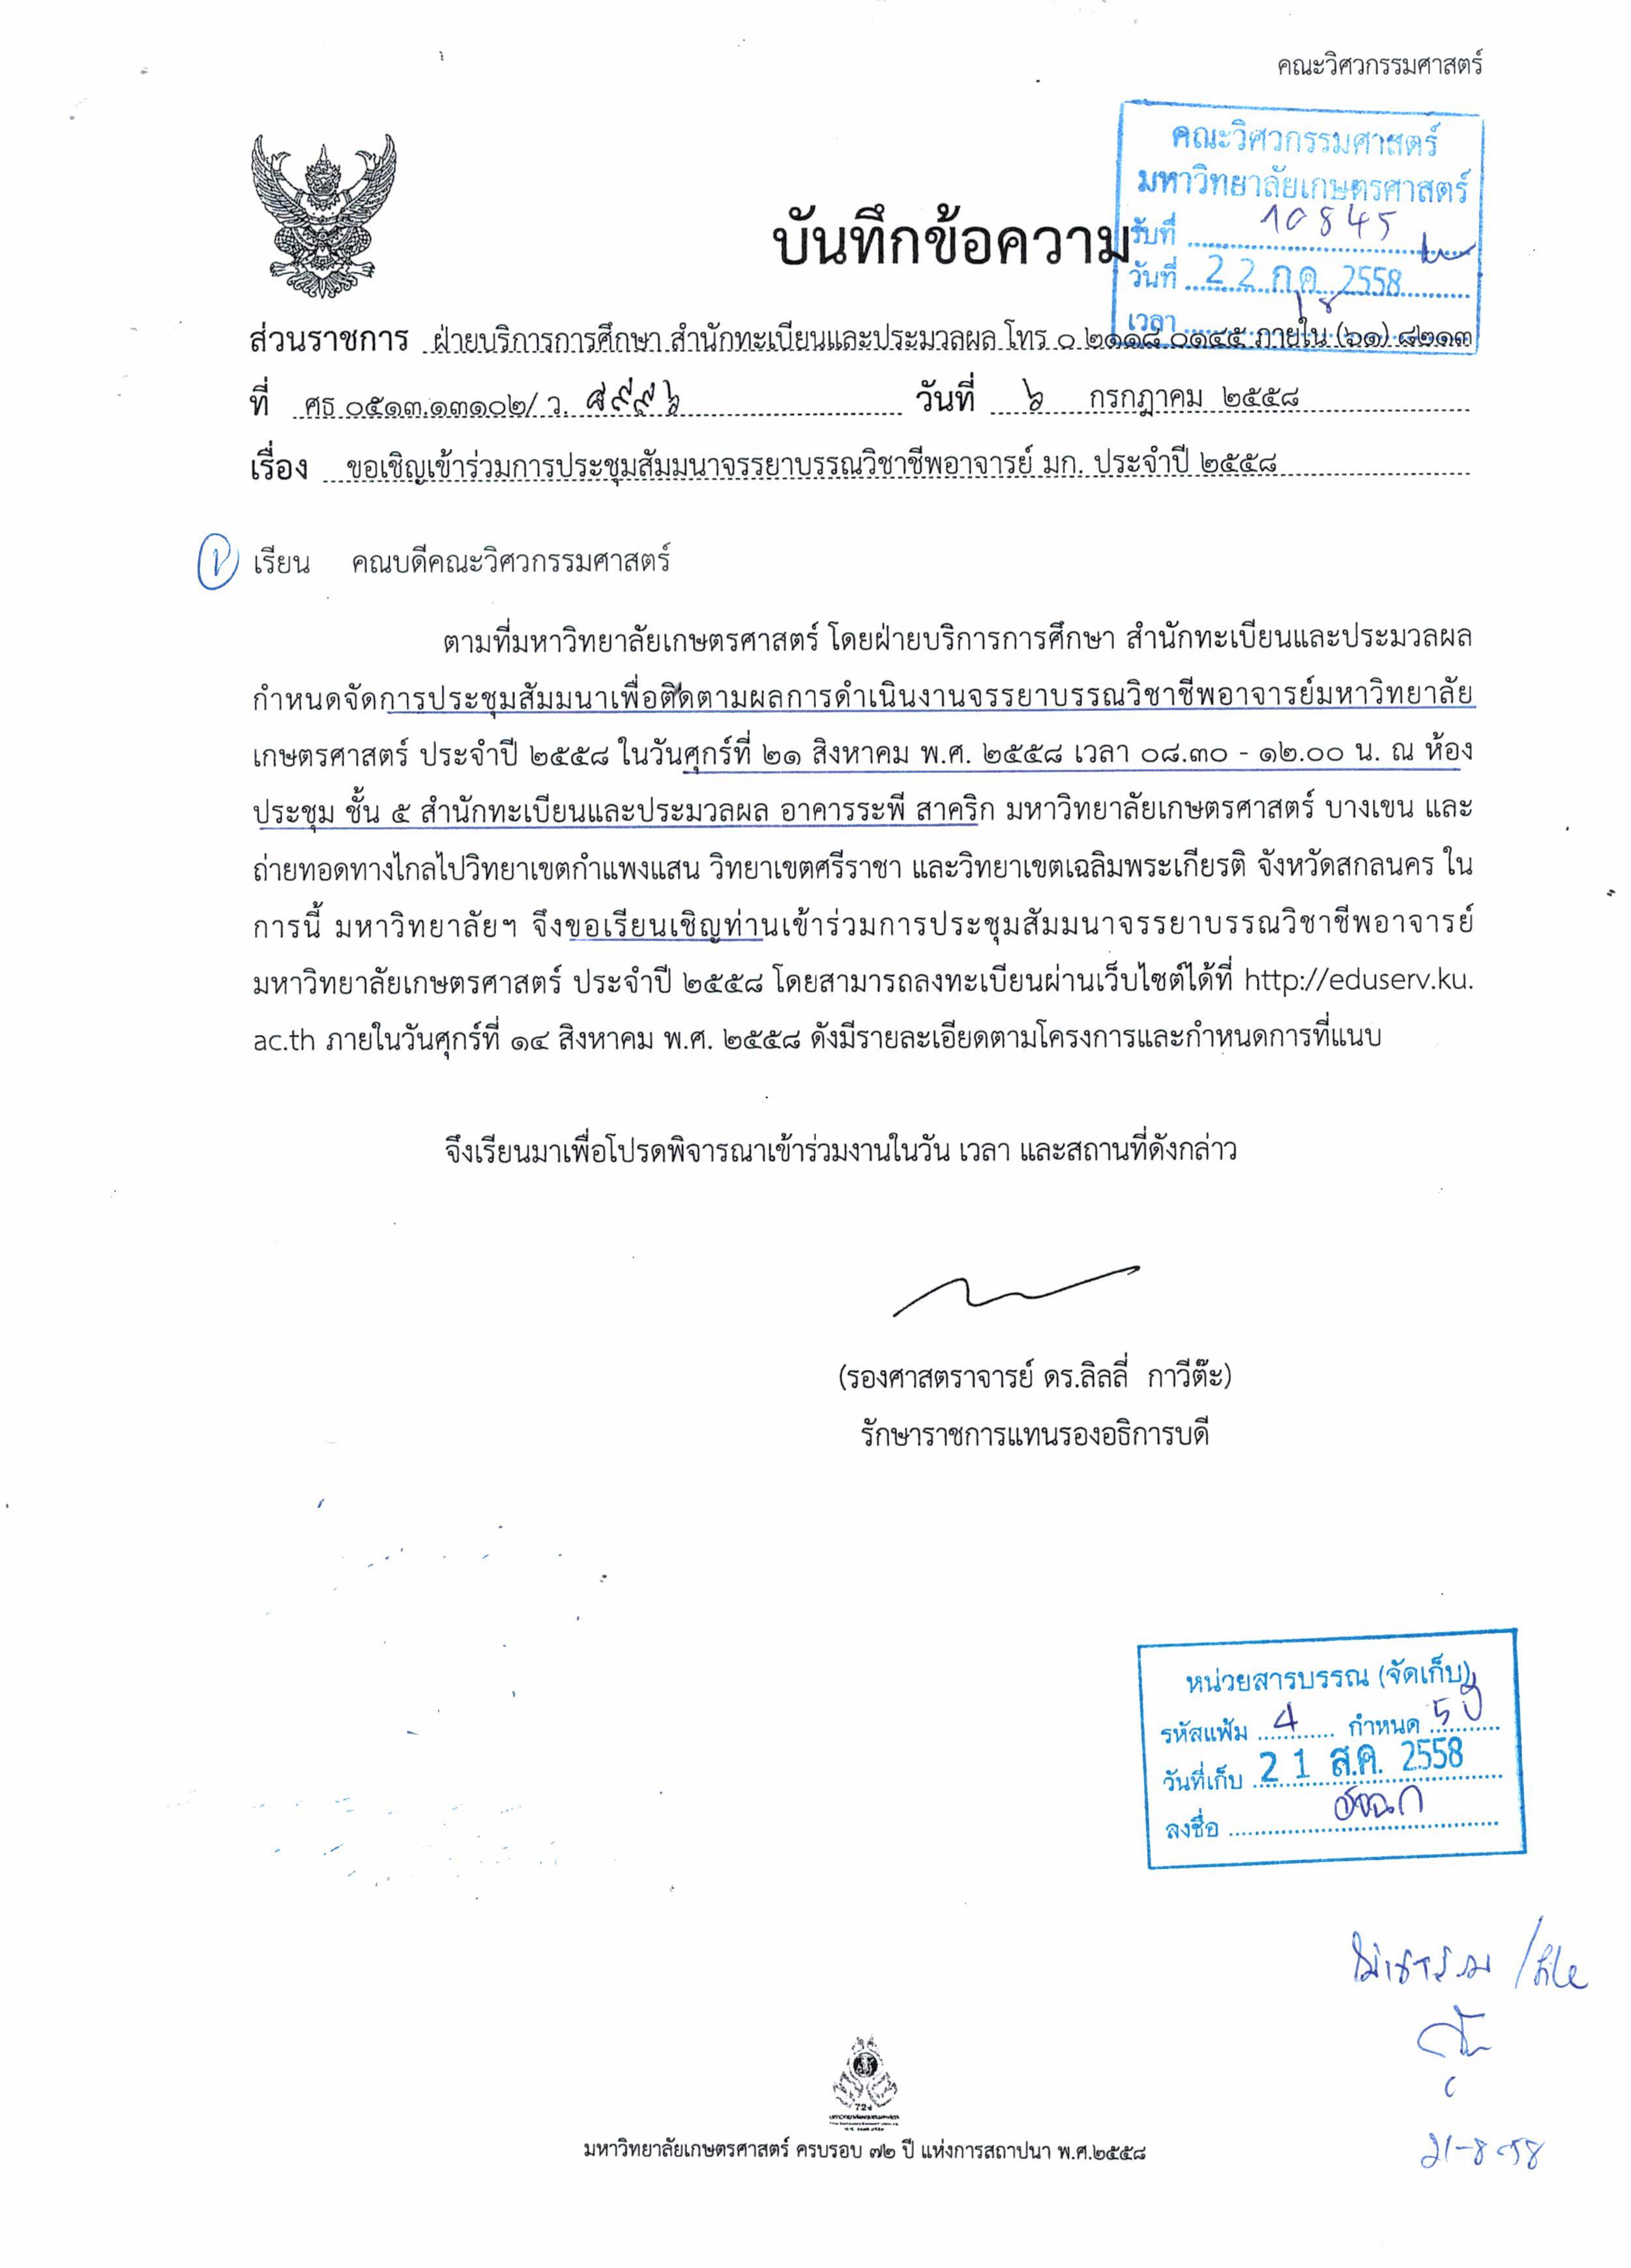 คณะวิศวกรรมศาสตร์
คณะวิศวกรรมศาสตร์
มหาวิทยาลัยเกษตรศาสตร์
รับที่ 10845
วันที่ 22 กค 2558
เวลา
บันทึกข้อความ
ส่วนราชการ ฝ่ายบริการการศึกษา สำนักทะเบียนและประมวลผล โทร ๐ ๒๑๑๘ ๐๑๔๕ ภายใน (๖๑) ๘๒๑๓
ที่ ศธ ๐๕๑๓.๑๓๑๐๒/ ว. ๕๙๙๖ วันที่ ๖ กรกฎาคม ๒๕๕๘
เรื่อง ขอเชิญเข้าร่วมการประชุมสัมมนาจรรยาบรรณวิชาชีพอาจารย์ มก. ประจำปี ๒๕๕๘
เรียน คณบดีคณะวิศวกรรมศาสตร์
ตามที่มหาวิทยาลัยเกษตรศาสตร์ โดยฝ่ายบริการการศึกษา สำนักทะเบียนและประมวลผล
กำหนดจัดการประชุมสัมมนาเพื่อติดตามผลการดำเนินงานจรรยาบรรณวิชาชีพอาจารย์มหาวิทยาลัย
เกษตรศาสตร์ ประจำปี ๒๕๕๘ ในวันศุกร์ที่ ๒๑ สิงหาคม พ.ศ. ๒๕๕๘ เวลา ๐๘.๓๐ - ๑๒.๐๐ น. ณ ห้อง
ประชุม ชั้น ๕ สำนักทะเบียนและประมวลผล อาคารระพี สาคริก มหาวิทยาลัยเกษตรศาสตร์ บางเขน และ
ถ่ายทอดทางไกลไปวิทยาเขตกำแพงแสน วิทยาเขตศรีราชา และวิทยาเขตเฉลิมพระเกียรติ จังหวัดสกลนคร ใน
การนี้ มหาวิทยาลัยฯ จึงขอเรียนเชิญท่านเข้าร่วมการประชุมสัมมนาจรรยาบรรณวิชาชีพอาจารย์
มหาวิทยาลัยเกษตรศาสตร์ ประจำปี ๒๕๕๘ โดยสามารถลงทะเบียนผ่านเว็บไซต์ได้ที่ http://eduserv.ku.
ac.th ภายในวันศุกร์ที่ ๑๔ สิงหาคม พ.ศ. ๒๕๕๘ ดังมีรายละเอียดตามโครงการและกำหนดการที่แนบ
จึงเรียนมาเพื่อโปรดพิจารณาเข้าร่วมงานในวัน เวลา และสถานที่ดังกล่าว
(รองศาสตราจารย์ ดร.ลิลลี่ กาวีต๊ะ)
รักษาราชการแทนรองอธิการบดี
หน่วยสารบรรณ (จัดเก็บ)
รหัสแฟ้ม 4 กำหนด 5 ปี
วันที่เก็บ 21 ส.ค. 2558
ลงชื่อ
ไม่เข้าร่วม /file
21-8-58
มหาวิทยาลัยเกษตรศาสตร์ ครบรอบ ๗๒ ปี แห่งการสถาปนา พ.ศ.๒๕๕๘